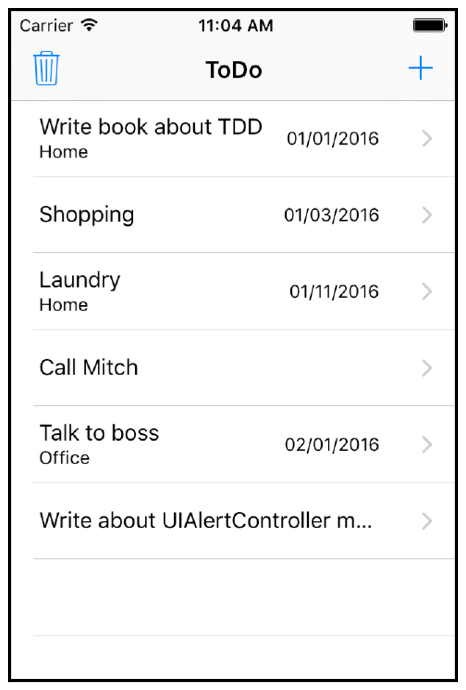 Carrier 11:04 AM
ToDo
Write book about TDD 01/01/2016
Home
Shopping 01/03/2016
Laundry 01/11/2016
Home
Call Mitch
Talk to boss 02/01/2016
Office
Write about UIAlertController m...